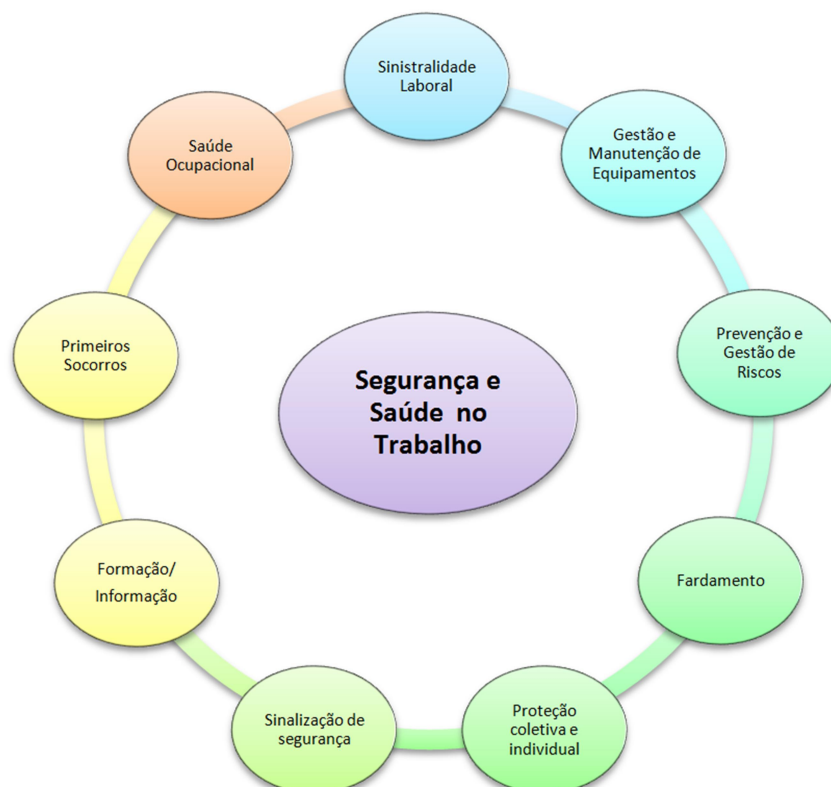 Sinistralidade
Laboral
Gestão e
Manutenção de
Equipamentos
Prevenção e
Gestão de
Riscos
Fardamento
Proteção
coletiva e
individual
Sinalização de
segurança
Formação/
Informação
Primeiros
Socorros
Saúde
Ocupacional
Segurança e
Saúde no
Trabalho